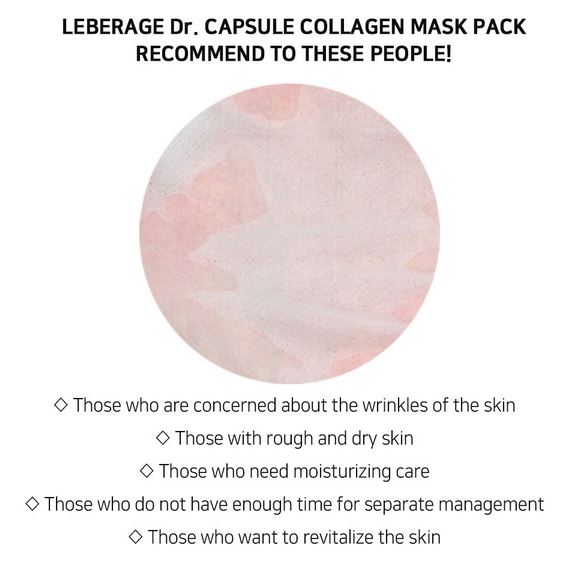 LEBERAGE Dr. CAPSULE COLLAGEN MASK PACK
RECOMMEND TO THESE PEOPLE!
◇ Those who are concerned about the wrinkles of the skin
◇ Those with rough and dry skin
◇ Those who need moisturizing care
◇ Those who do not have enough time for separate management
◇ Those who want to revitalize the skin